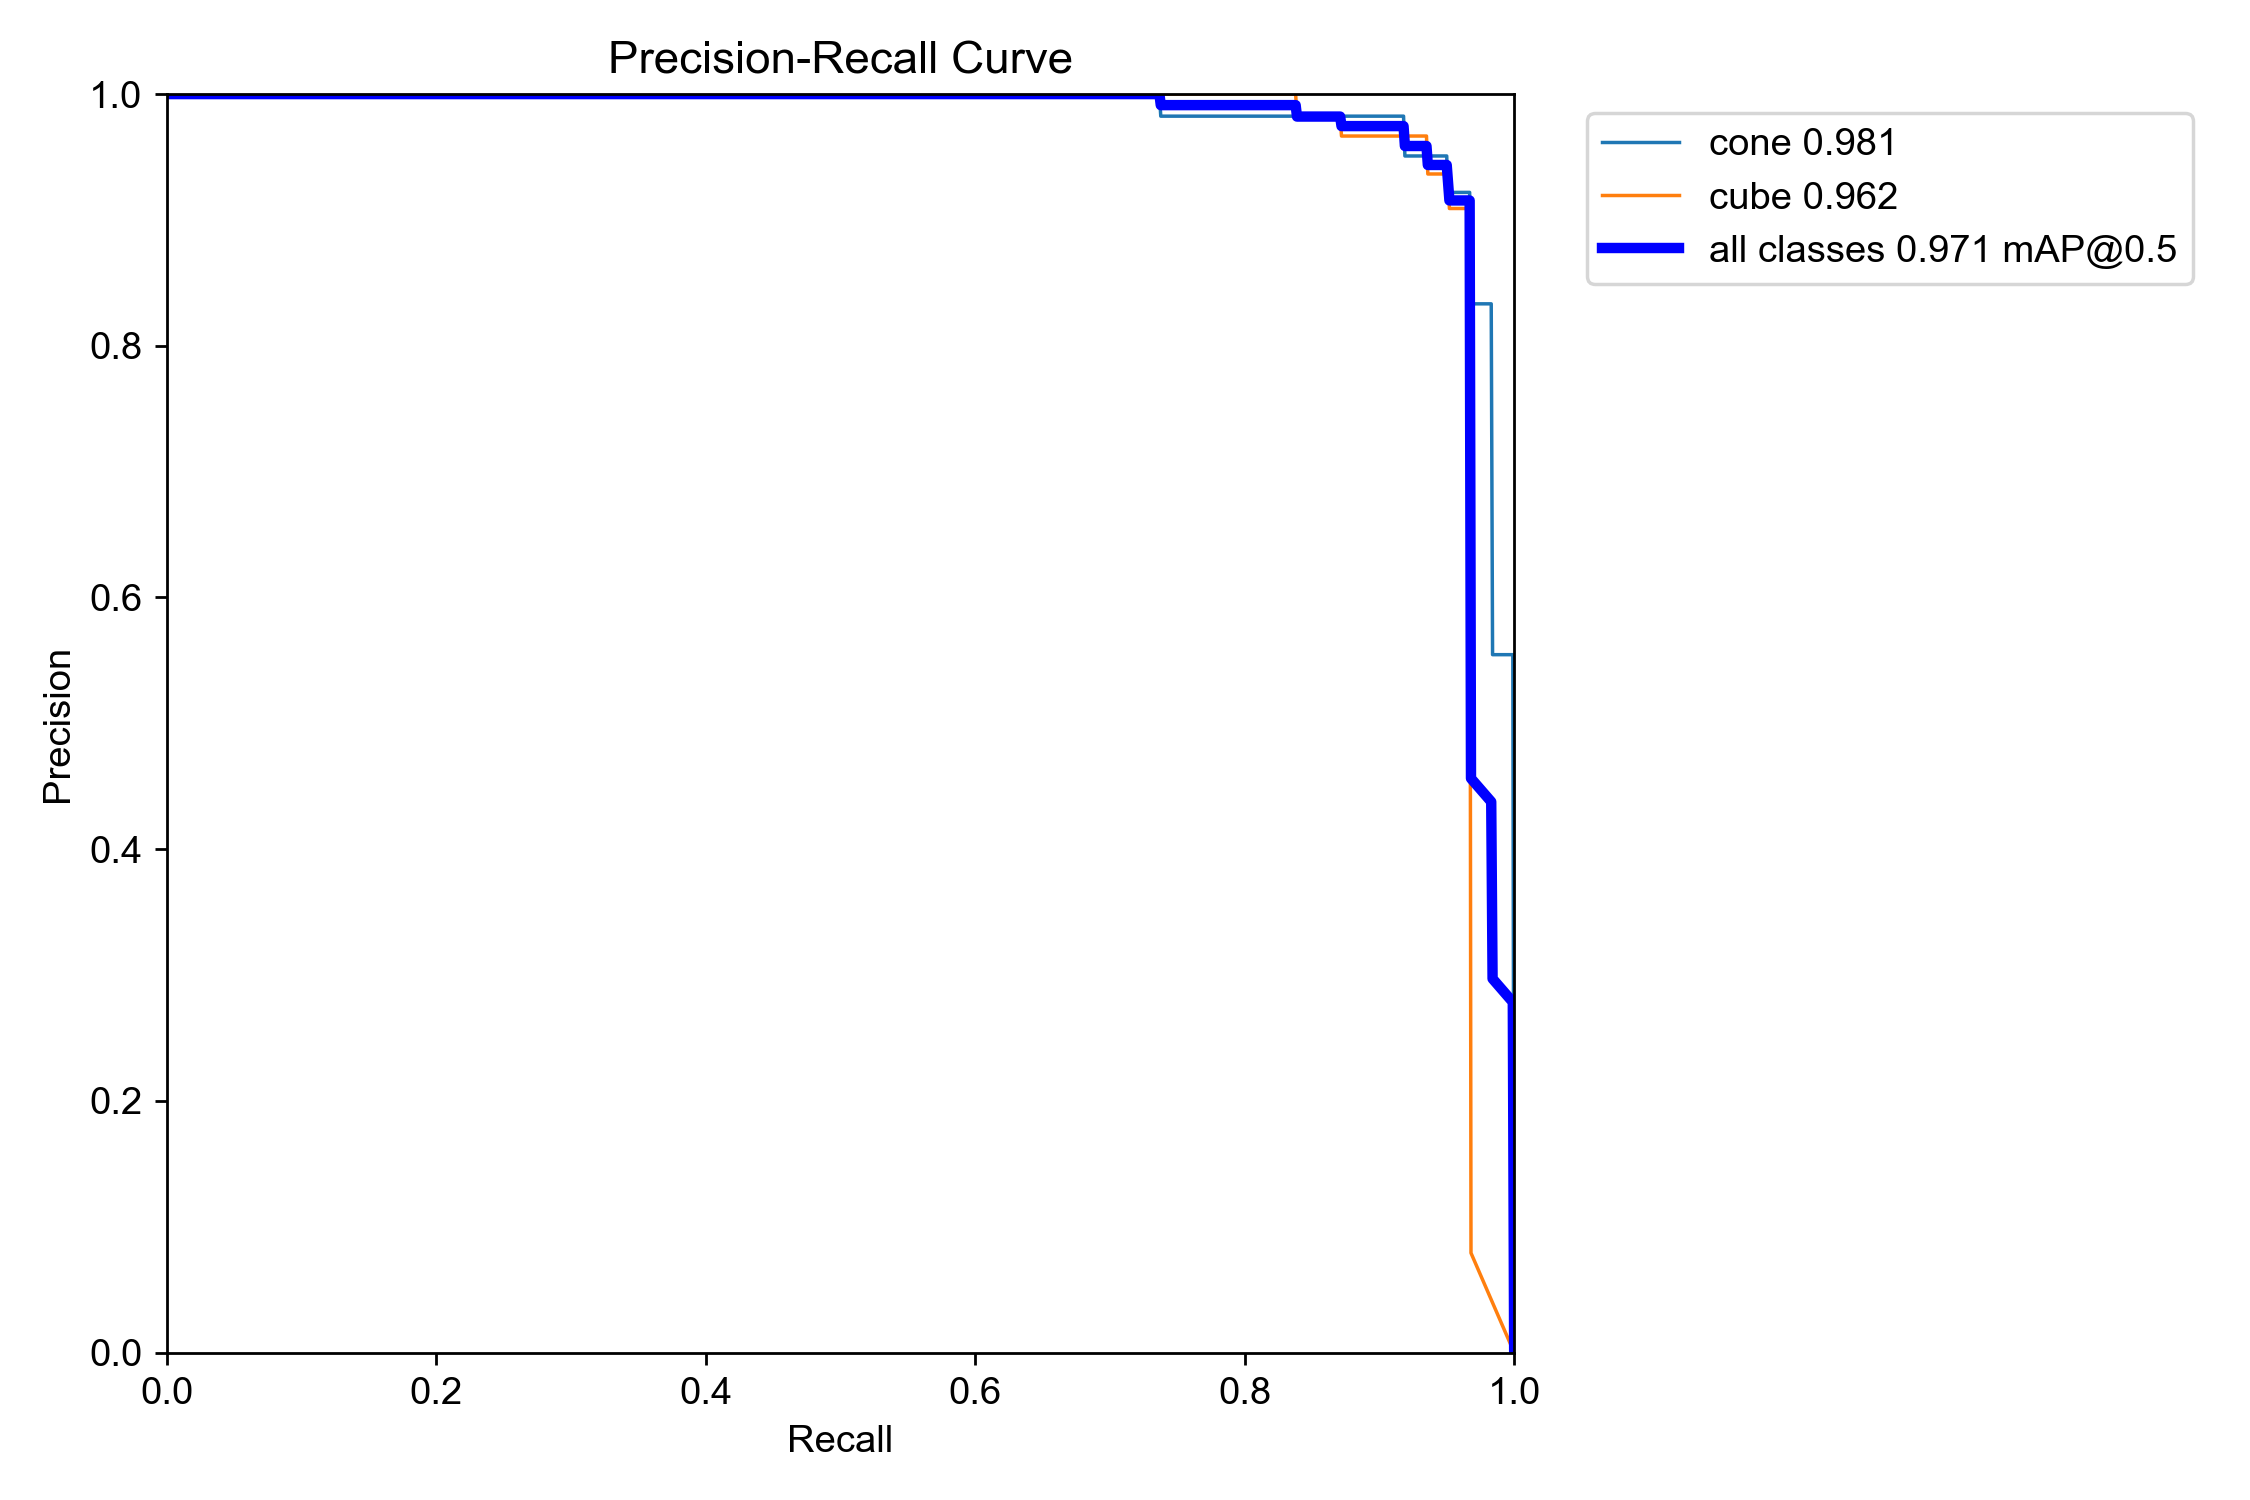 Precision-Recall Curve
1.0
0.8
0.6
0.4
0.2
0.0
Precision
0.0 0.2 0.4 0.6 0.8 1.0
Recall
cone 0.981
cube 0.962
all classes 0.971 mAP@0.5